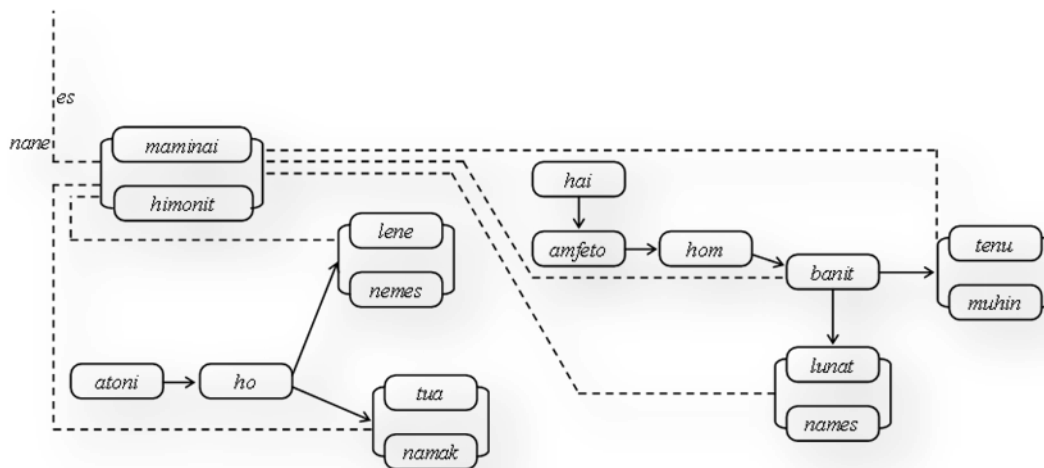 es
nane
maminai
hai
himonit
lene
amfeto
hom
tenu
banit
nemes
muhin
lunat
atoni
ho
tua
names
namak